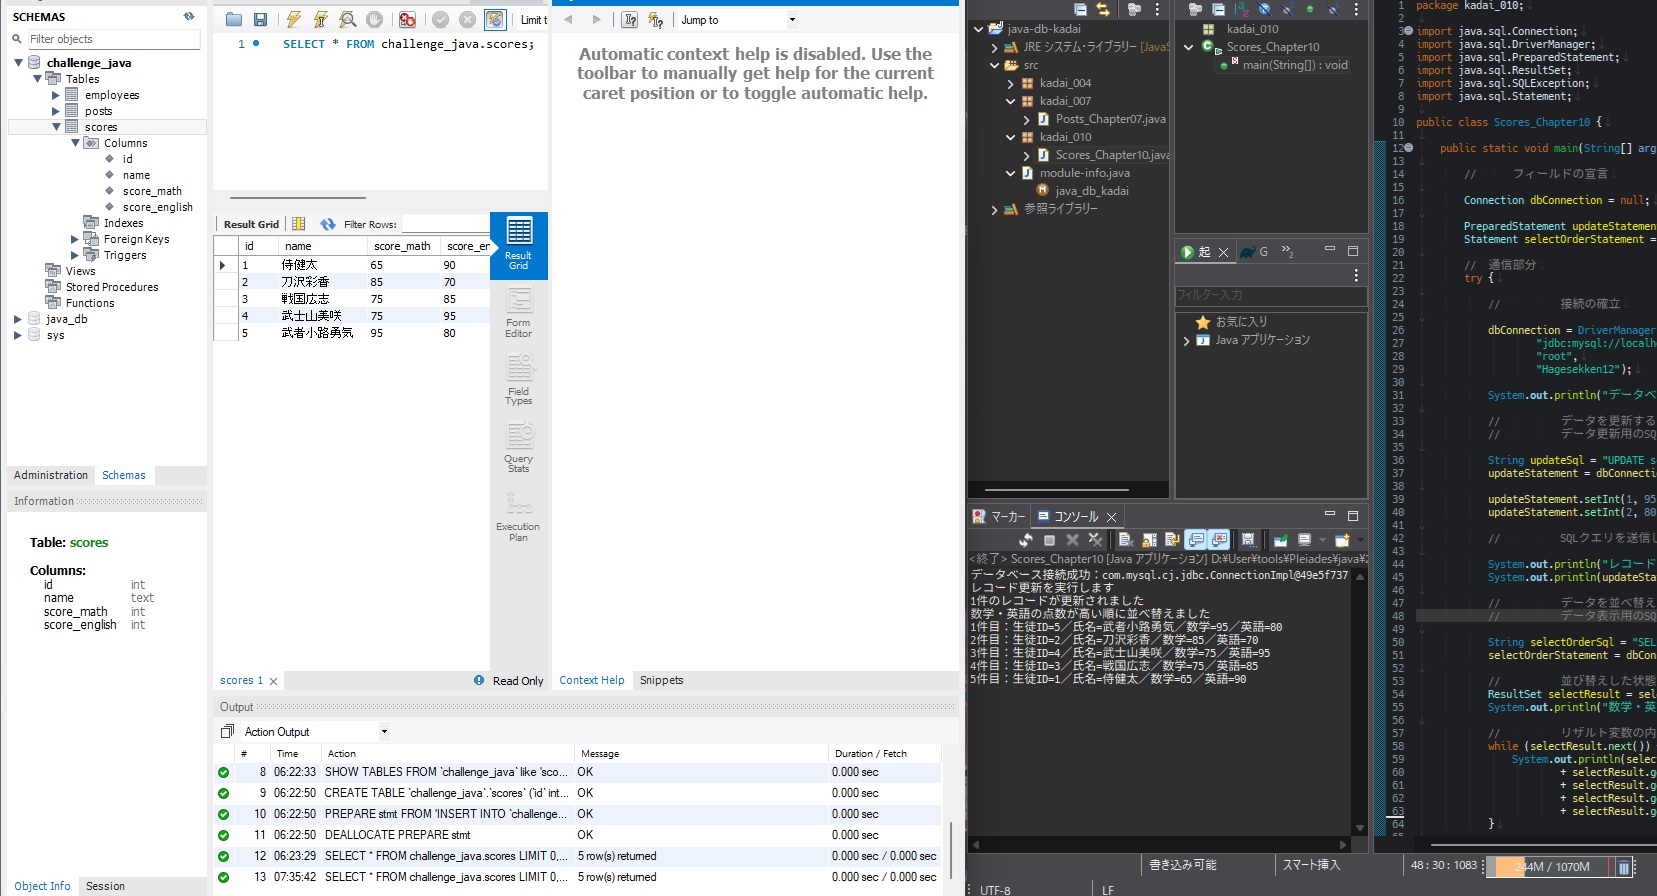 SCHEMAS
Filter objects
challenge_java
Tables
employees
posts
scores
Columns
id
name
score_math
score_english
Indexes
Foreign Keys
Triggers
Views
Stored Procedures
Functions
java_db
sys
Administration
Schemas
Information
Table: scores
Columns:
id int
name text
score_math int
score_english int
Object Info
Session
Limit t
1 SELECT * FROM challenge_java.scores;
Result Grid
Filter Rows:
id name score_math score_en
1 侍健太 65 90
2 刀沢彩香 85 70
3 戦国広志 75 85
4 武士山美咲 75 95
5 武者小路勇気 95 80
Result
Grid
Form
Editor
Field
Types
Query
Stats
Execution
Plan
scores 1
Read Only
Jump to
Automatic context help is disabled. Use the
toolbar to manually get help for the current
caret position or to toggle automatic help.
Context Help
Snippets
Output
Action Output
# Time Action Message Duration / Fetch
8 06:22:33 SHOW TABLES FROM `challenge_java` like 'sco... OK 0.000 sec
9 06:22:50 CREATE TABLE `challenge_java`.`scores` (`id` int... OK 0.000 sec
10 06:22:50 PREPARE stmt FROM 'INSERT INTO `challenge... OK 0.000 sec
11 06:22:50 DEALLOCATE PREPARE stmt OK 0.000 sec
12 06:23:29 SELECT * FROM challenge_java.scores LIMIT 0,... 5 row(s) returned 0.000 sec / 0.000 sec
13 07:35:42 SELECT * FROM challenge_java.scores LIMIT 0,... 5 row(s) returned 0.000 sec / 0.000 sec
java-db-kadai
JRE システム・ライブラリー [JavaS
src
kadai_004
kadai_007
Posts_Chapter07.java
kadai_010
Scores_Chapter10.java
module-info.java
java_db_kadai
参照ライブラリー
kadai_010
Scores_Chapter10
main(String[]) : void
起
G
フィルター入力
お気に入り
Java アプリケーション
マーカー
コンソール
<終了> Scores_Chapter10 [Java アプリケーション] D:¥User¥tools¥Pleiades¥java¥2
データベース接続成功：com.mysql.cj.jdbc.ConnectionImpl@49e5f737
レコード更新を実行します
1件のレコードが更新されました
数学・英語の点数が高い順に並べ替えました
1件目：生徒ID=5／氏名=武者小路勇気／数学=95／英語=80
2件目：生徒ID=2／氏名=刀沢彩香／数学=85／英語=70
3件目：生徒ID=4／氏名=武士山美咲／数学=75／英語=95
4件目：生徒ID=3／氏名=戦国広志／数学=75／英語=85
5件目：生徒ID=1／氏名=侍健太／数学=65／英語=90
1 package kadai_010;
2
3 import java.sql.Connection;
4 import java.sql.DriverManager;
5 import java.sql.PreparedStatement;
6 import java.sql.ResultSet;
7 import java.sql.SQLException;
8 import java.sql.Statement;
9
10 public class Scores_Chapter10 {
11
12 public static void main(String[] arg
13
14 // フィールドの宣言
15
16 Connection dbConnection = null;
17
18 PreparedStatement updateStatemen
19 Statement selectOrderStatement =
20
21 // 通信部分
22 try {
23
24 // 接続の確立
25
26 dbConnection = DriverManager
27 "jdbc:mysql://localh
28 "root",
29 "Hagesekken12");
30
31 System.out.println("データベ
32
33 // データを更新する
34 // データ更新用のSQ
35
36 String updateSql = "UPDATE s
37 updateStatement = dbConnecti
38
39 updateStatement.setInt(1, 95
40 updateStatement.setInt(2, 80
41
42 // SQLクエリを送信し
43
44 System.out.println("レコード
45 System.out.println(updateSta
46
47 // データを並べ替え
48 // データ表示用のSQ
49
50 String selectOrderSql = "SEL
51 selectOrderStatement = dbCon
52
53 // 並び替えした状態
54 ResultSet selectResult = sel
55 System.out.println("数学・英
56
57 // リザルト変数の内
58 while (selectResult.next())
59 System.out.println(selec
60 + selectResult.g
61 + selectResult.g
62 + selectResult.g
63 + selectResult.g
64 }
書き込み可能
スマート挿入
48 : 30 : 1083
244M / 1070M
UTF-8
LF